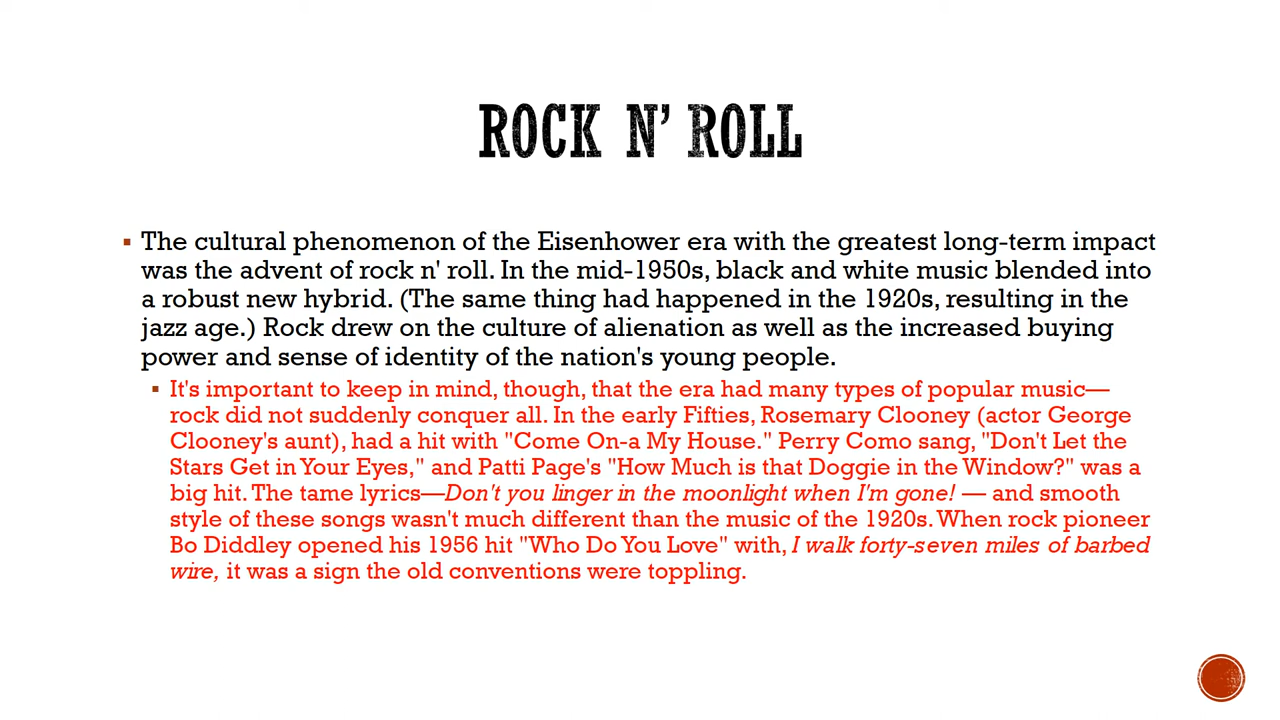 ROCK N' ROLL
▪ The cultural phenomenon of the Eisenhower era with the greatest long-term impact
was the advent of rock n' roll. In the mid-1950s, black and white music blended into
a robust new hybrid. (The same thing had happened in the 1920s, resulting in the
jazz age.) Rock drew on the culture of alienation as well as the increased buying
power and sense of identity of the nation's young people.
▪ It's important to keep in mind, though, that the era had many types of popular music—
rock did not suddenly conquer all. In the early Fifties, Rosemary Clooney (actor George
Clooney's aunt), had a hit with "Come On-a My House." Perry Como sang, "Don't Let the
Stars Get in Your Eyes," and Patti Page's "How Much is that Doggie in the Window?" was a
big hit. The tame lyrics—Don't you linger in the moonlight when I'm gone! — and smooth
style of these songs wasn't much different than the music of the 1920s. When rock pioneer
Bo Diddley opened his 1956 hit "Who Do You Love" with, I walk forty-seven miles of barbed
wire, it was a sign the old conventions were toppling.